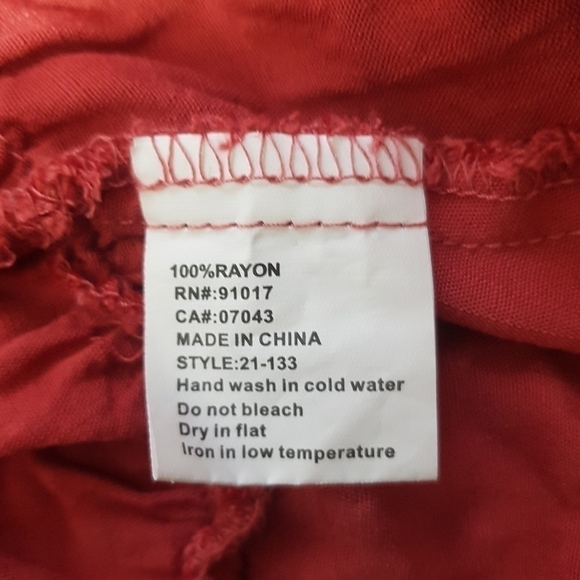 100%RAYON
RN#:91017
CA#:07043
MADE IN CHINA
STYLE:21-133
Hand wash in cold water
Do not bleach
Dry in flat
Iron in low temperature